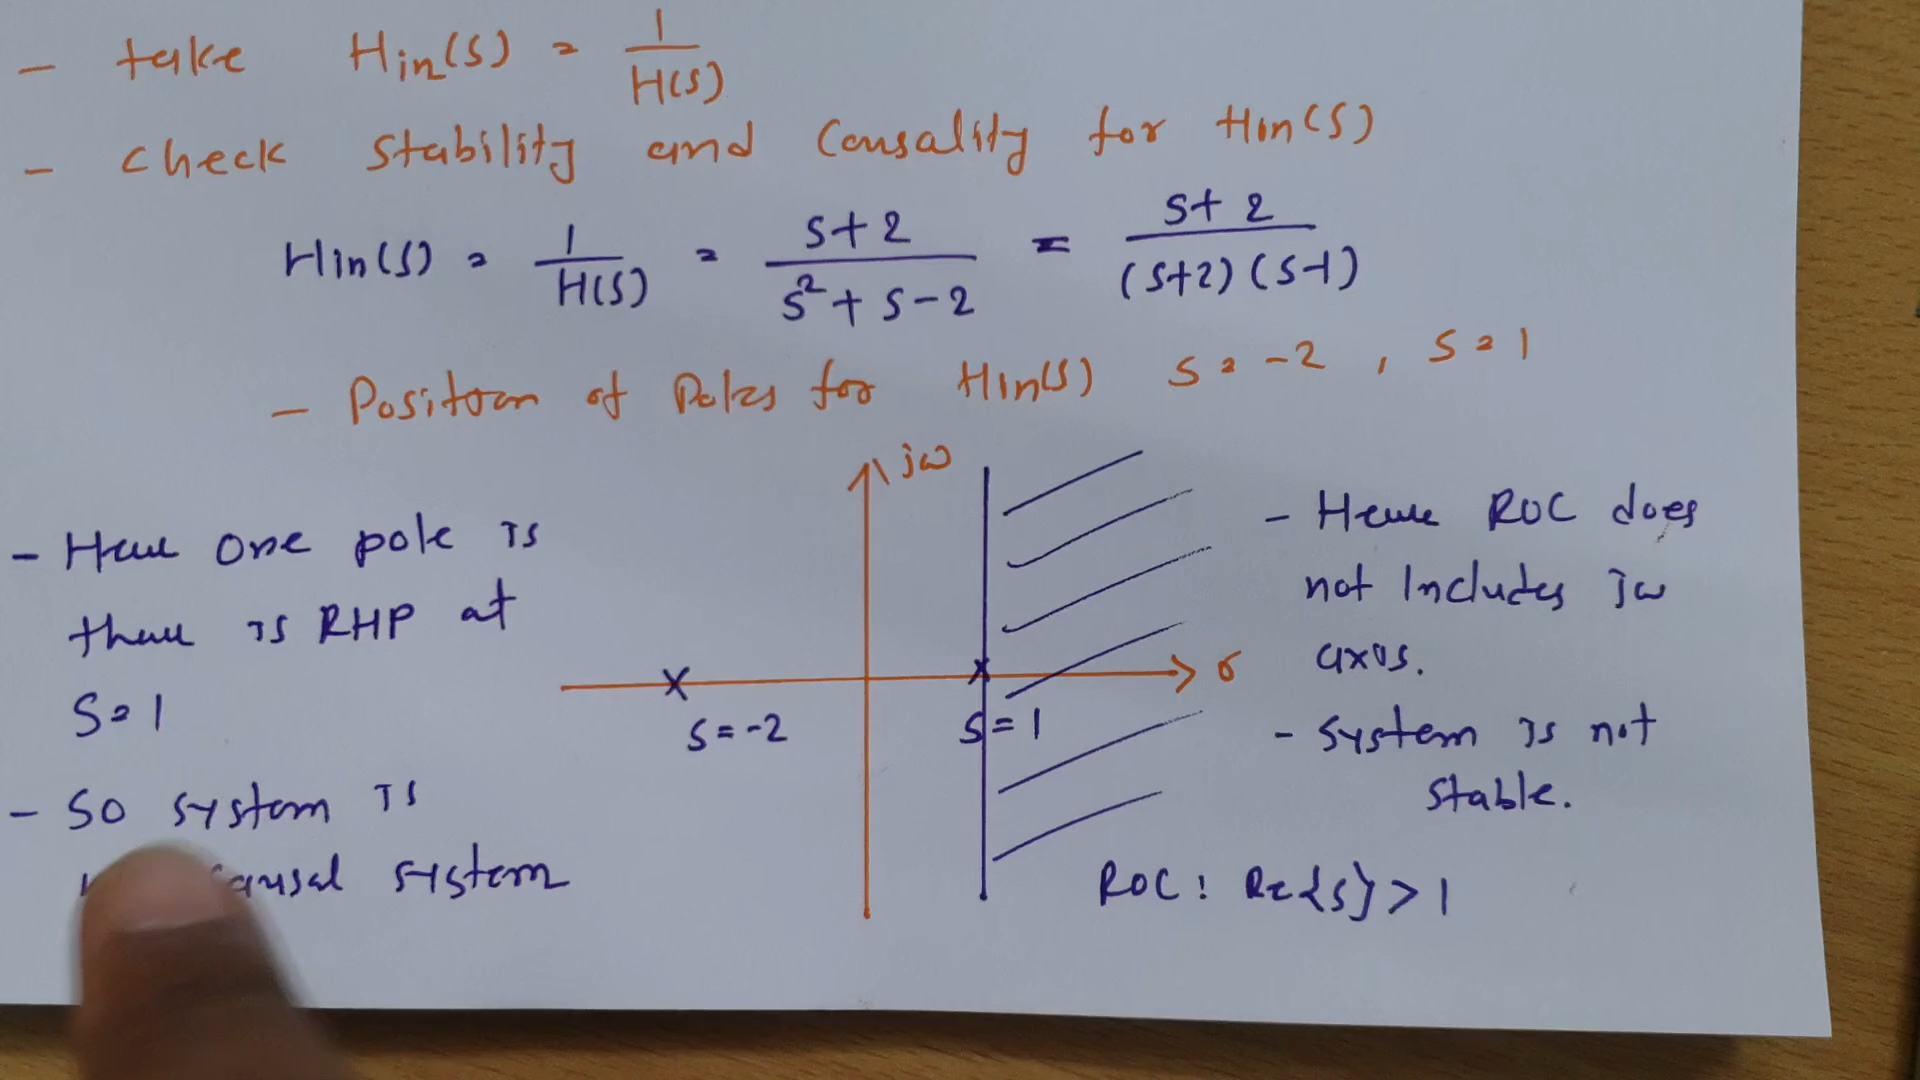 - take Hin(s) = 1/H(s)
- check stability and Causality for Hin(s)
Hin(s) = 1/H(s) = s+2/s²+s-2 = s+2/(s+2)(s-1)
- Position of Poles for Hin(s) s=-2, s=1
jω
- Here one pole is
there is RHP at
s=1
- So system is
causal system
s=-2
s=1
σ
- Hence ROC does
not Includes jω
axis.
- System is not
stable.
ROC: Re{s}>1